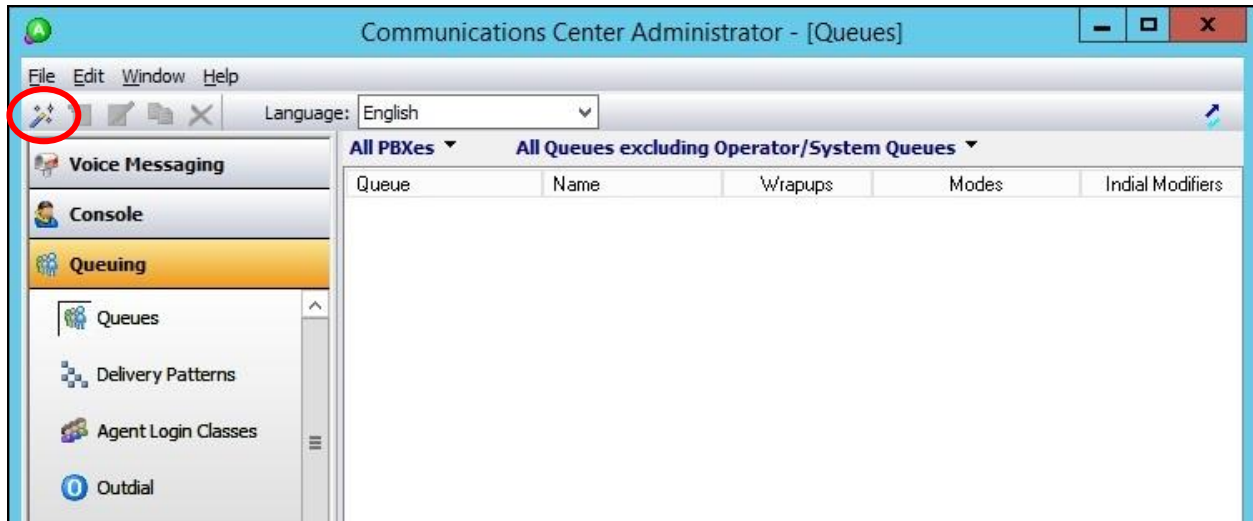 Communications Center Administrator - [Queues]
File Edit Window Help
Language: English
Voice Messaging
Console
Queuing
Queues
Delivery Patterns
Agent Login Classes
Outdial
All PBXes All Queues excluding Operator/System Queues
Queue Name Wrapups Modes Indial Modifiers